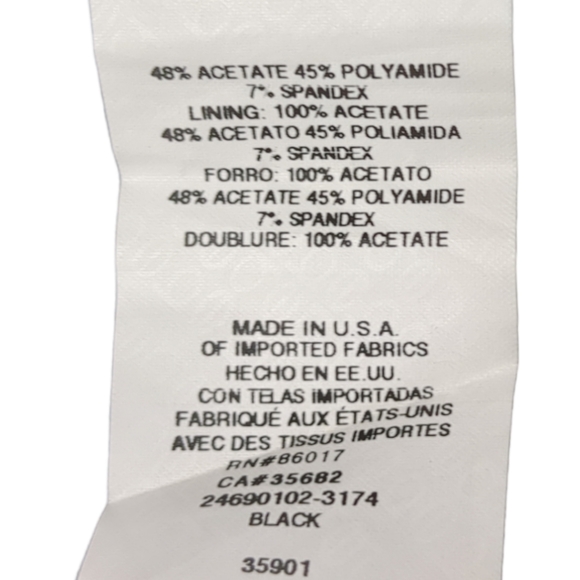 48% ACETATE 45% POLYAMIDE
7% SPANDEX
LINING: 100% ACETATE
48% ACETATO 45% POLIAMIDA
7% SPANDEX
FORRO: 100% ACETATO
48% ACETATE 45% POLYAMIDE
7% SPANDEX
DOUBLURE: 100% ACETATE
MADE IN U.S.A.
OF IMPORTED FABRICS
HECHO EN EE.UU.
CON TELAS IMPORTADAS
FABRIQUÉ AUX ÉTATS-UNIS
AVEC DES TISSUS IMPORTES
RN#86017
CA#35682
24690102-3174
BLACK
35901